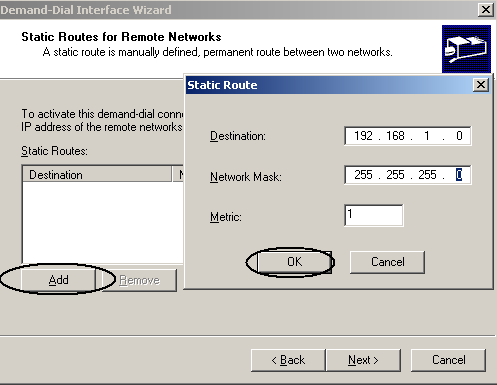 Demand-Dial Interface Wizard
Static Routes for Remote Networks
A static route is manually defined, permanent route between two networks.
To activate this demand-dial conn
IP address of the remote networks
Static Routes:
Destination
N
Add
Remove
Static Route
Destination: 192 . 168 . 1 . 0
Network Mask: 255 . 255 . 255 . 0
Metric: 1
OK
Cancel
< Back
Next >
Cancel